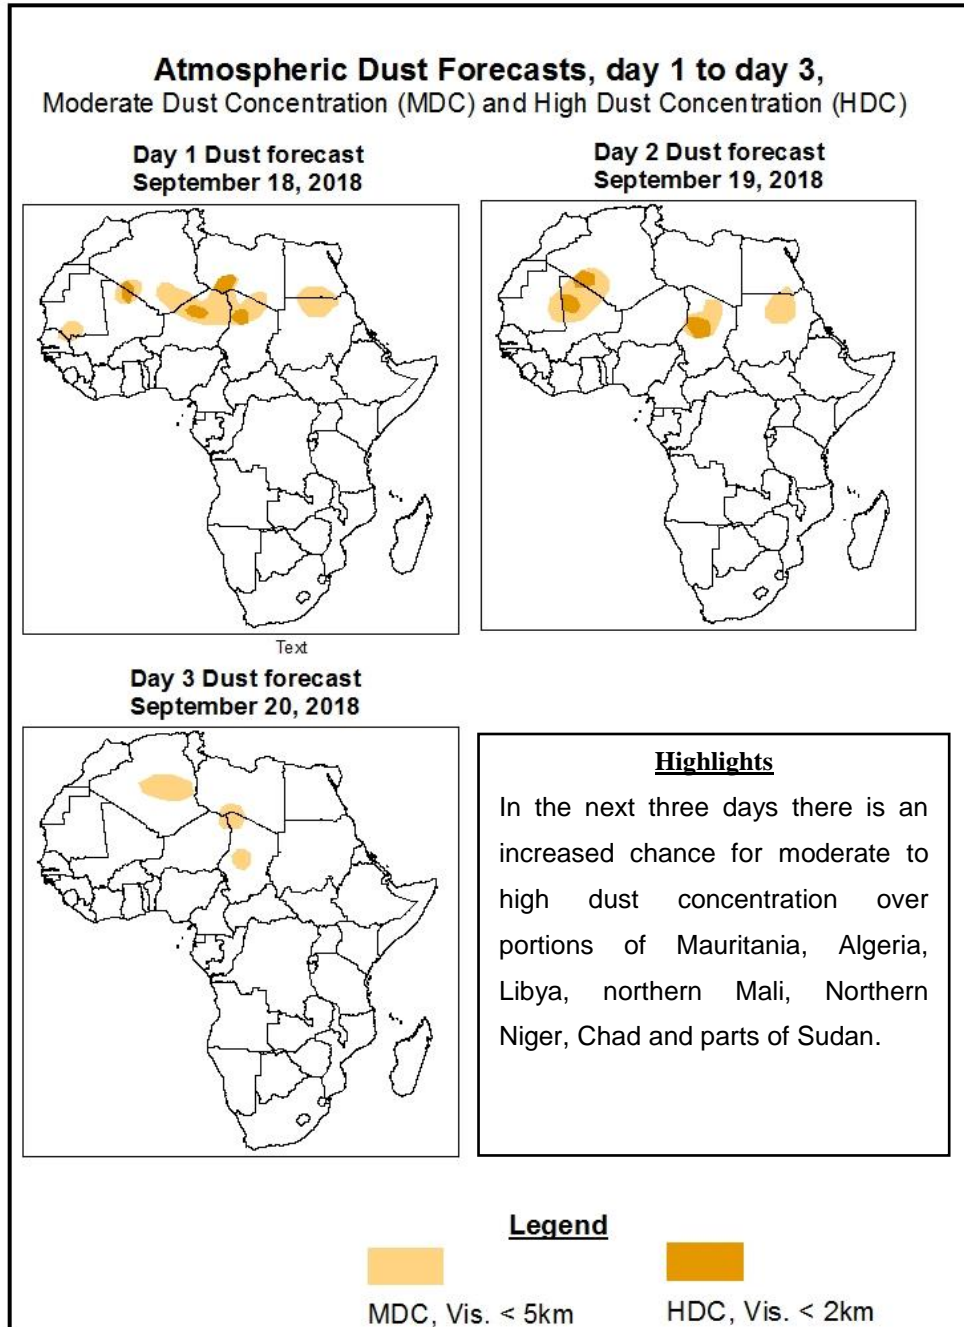 Atmospheric Dust Forecasts, day 1 to day 3,
Moderate Dust Concentration (MDC) and High Dust Concentration (HDC)
Day 1 Dust forecast
September 18, 2018
Day 2 Dust forecast
September 19, 2018
Text
Day 3 Dust forecast
September 20, 2018
Highlights
In the next three days there is an
increased chance for moderate to
high dust concentration over
portions of Mauritania, Algeria,
Libya, northern Mali, Northern
Niger, Chad and parts of Sudan.
Legend
MDC, Vis. < 5km
HDC, Vis. < 2km